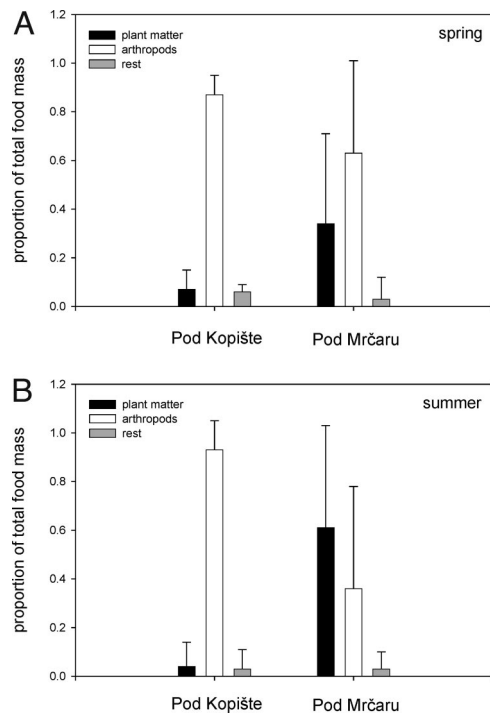 A
spring
plant matter
arthropods
rest
proportion of total food mass
1.2
1.0
0.8
0.6
0.4
0.2
0.0
Pod Kopište
Pod Mrčaru
B
summer
plant matter
arthropods
rest
proportion of total food mass
1.2
1.0
0.8
0.6
0.4
0.2
0.0
Pod Kopište
Pod Mrčaru